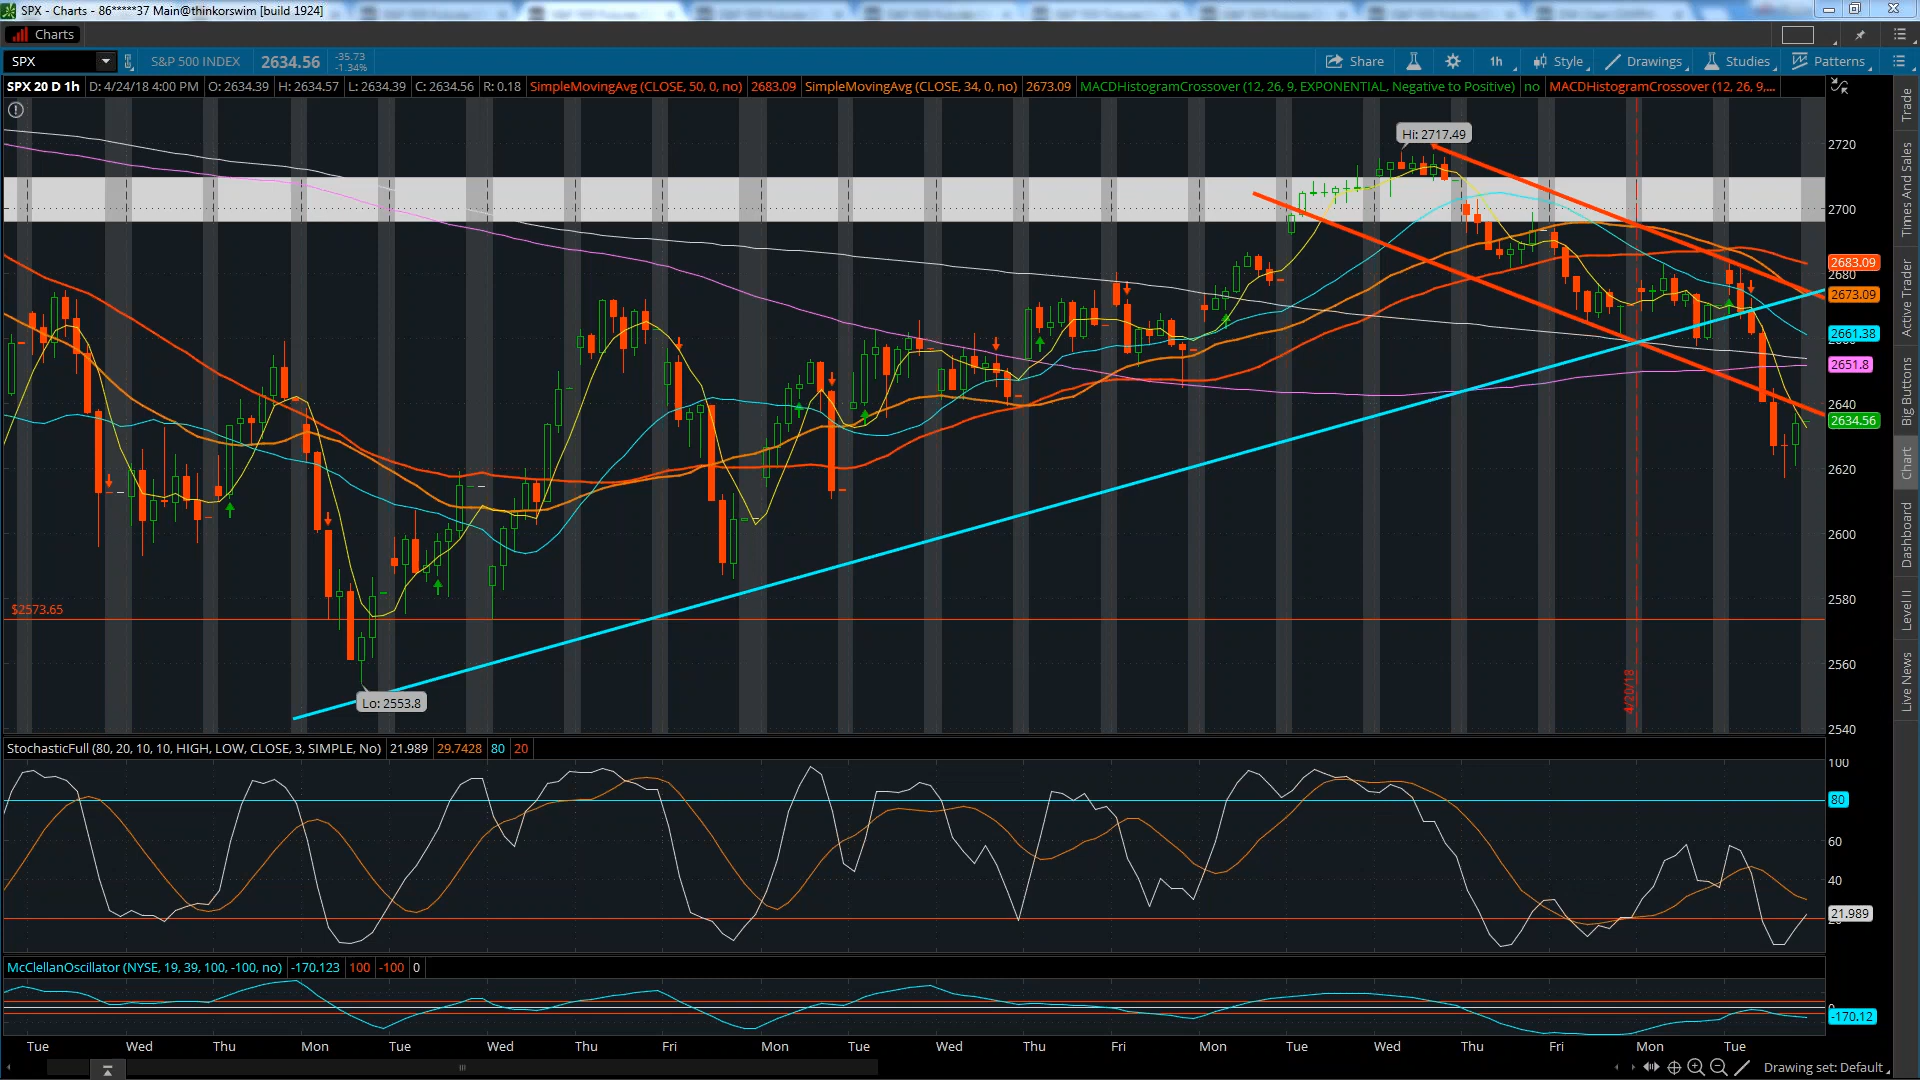 SPX - Charts - 86*****37 Main@thinkorswim [build 1924]
Charts
SPX S&P 500 INDEX 2634.56 -35.73 -1.34% Share 1h Style Drawings Studies Patterns
SPX 20 D 1h D: 4/24/18 4:00 PM O: 2634.39 H: 2634.57 L: 2634.39 C: 2634.56 R: 0.18 SimpleMovingAvg (CLOSE, 50, 0, no) 2683.09 SimpleMovingAvg (CLOSE, 34, 0, no) 2673.09 MACDHistogramCrossover (12, 26, 9, EXPONENTIAL, Negative to Positive) no MACDHistogramCrossover (12, 26, 9,...
Hi: 2717.49
2720
2700
2683.09
2680
2673.09
2661.38
2651.8
2640
2634.56
2620
2600
2580
$2573.65
2560
Lo: 2553.8
4/20/18
2540
StochasticFull (80, 20, 10, 10, HIGH, LOW, CLOSE, 3, SIMPLE, No) 21.989 29.7428 80 20
100
80
60
40
21.989
McClellanOscillator (NYSE, 19, 39, 100, -100, no) -170.123 100 -100 0
0
-170.12
Tue Wed Thu Mon Tue Wed Thu Fri Mon Tue Wed Thu Fri Mon Tue Wed Thu Fri Mon Tue
Drawing set: Default
Trade
Times And Sales
Active Trader
Big Buttons
Chart
Dashboard
Level II
Live News